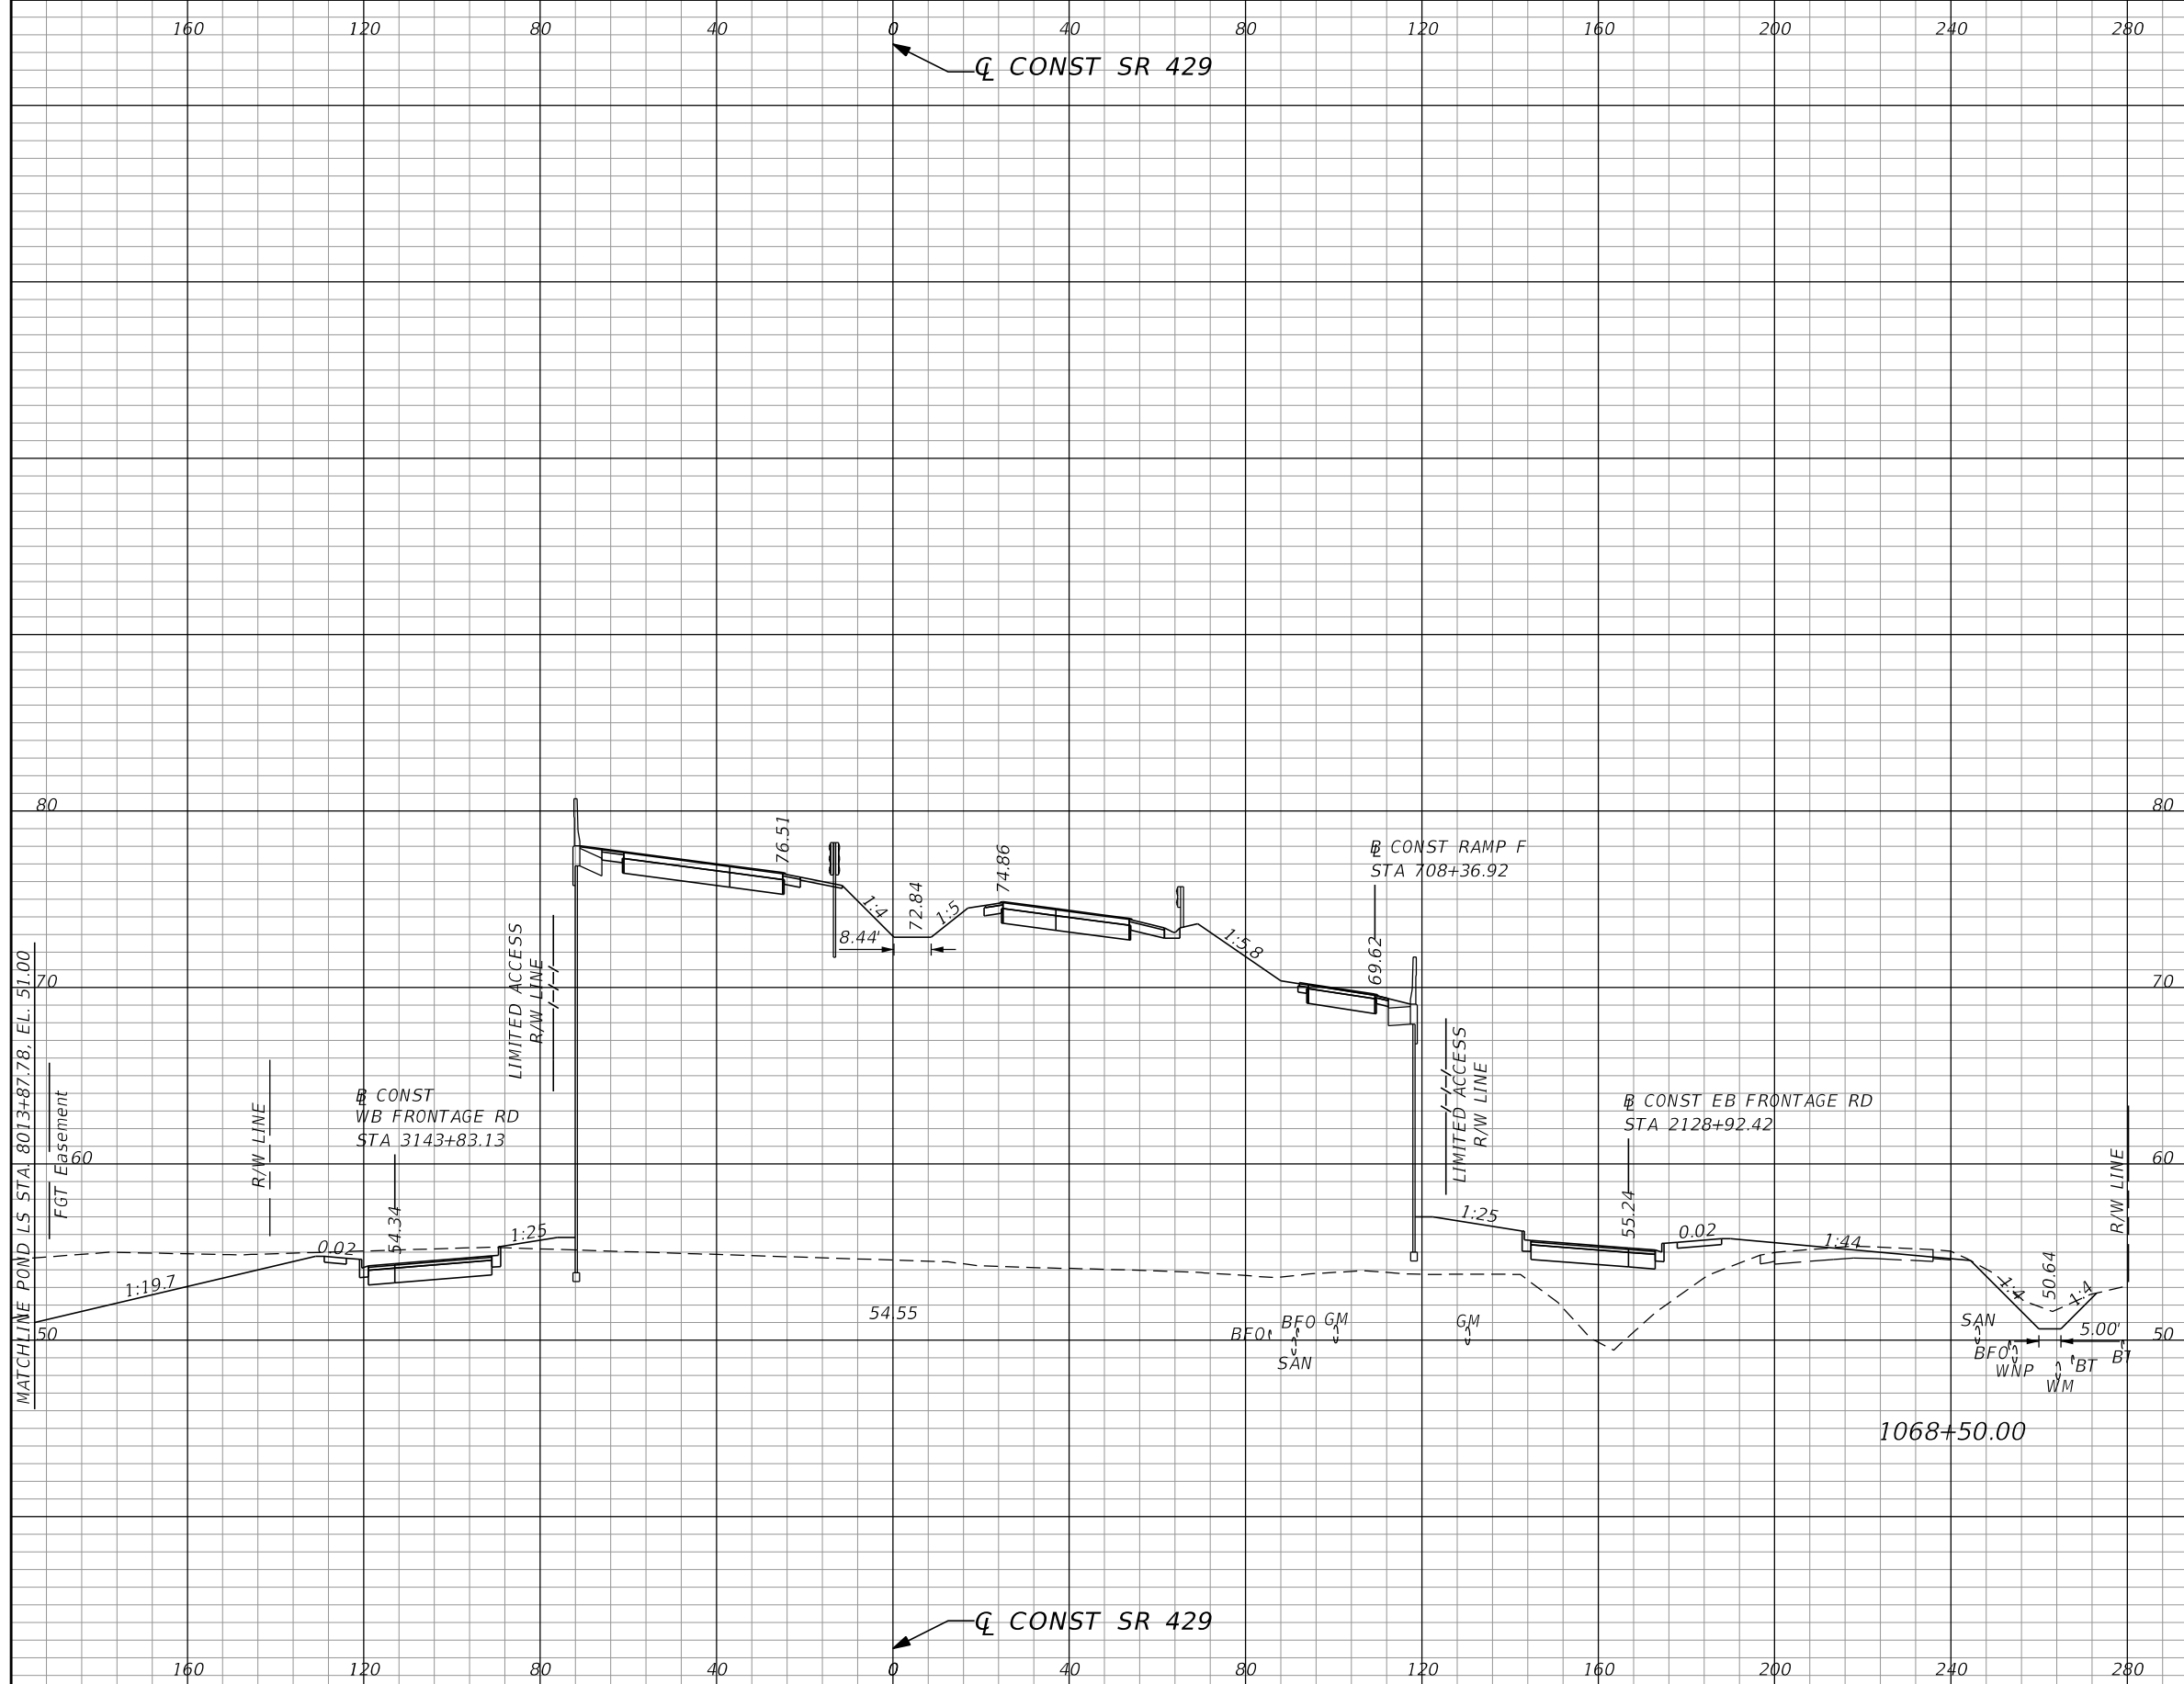 160 120 80 40 0 40 80 120 160 200 240 280
℄ CONST SR 429
80 80
76.51
74.86
℄ CONST RAMP F
STA 708+36.92
1:4
72.84
1:5
8.44'
1:5.8
69.62
LIMITED ACCESS
R/W LINE
70 70
MATCHLINE POND LS STA. 8013+87.78, EL. 51.00
FGT Easement
R/W LINE
LIMITED ACCESS
R/W LINE
℄ CONST
WB FRONTAGE RD
STA 3143+83.13
℄ CONST EB FRONTAGE RD
STA 2128+92.42
60 60
R/W LINE
54.34
1:25
0.02
1:19.7
1:25
55.24
0.02
1:44
1:4
50.64
1:4
54.55
50 50
BFO
BFO
GM
SAN
GM
SAN
5.00'
BFO
WNP
WM
BT
BT
1068+50.00
℄ CONST SR 429
160 120 80 40 0 40 80 120 160 200 240 280